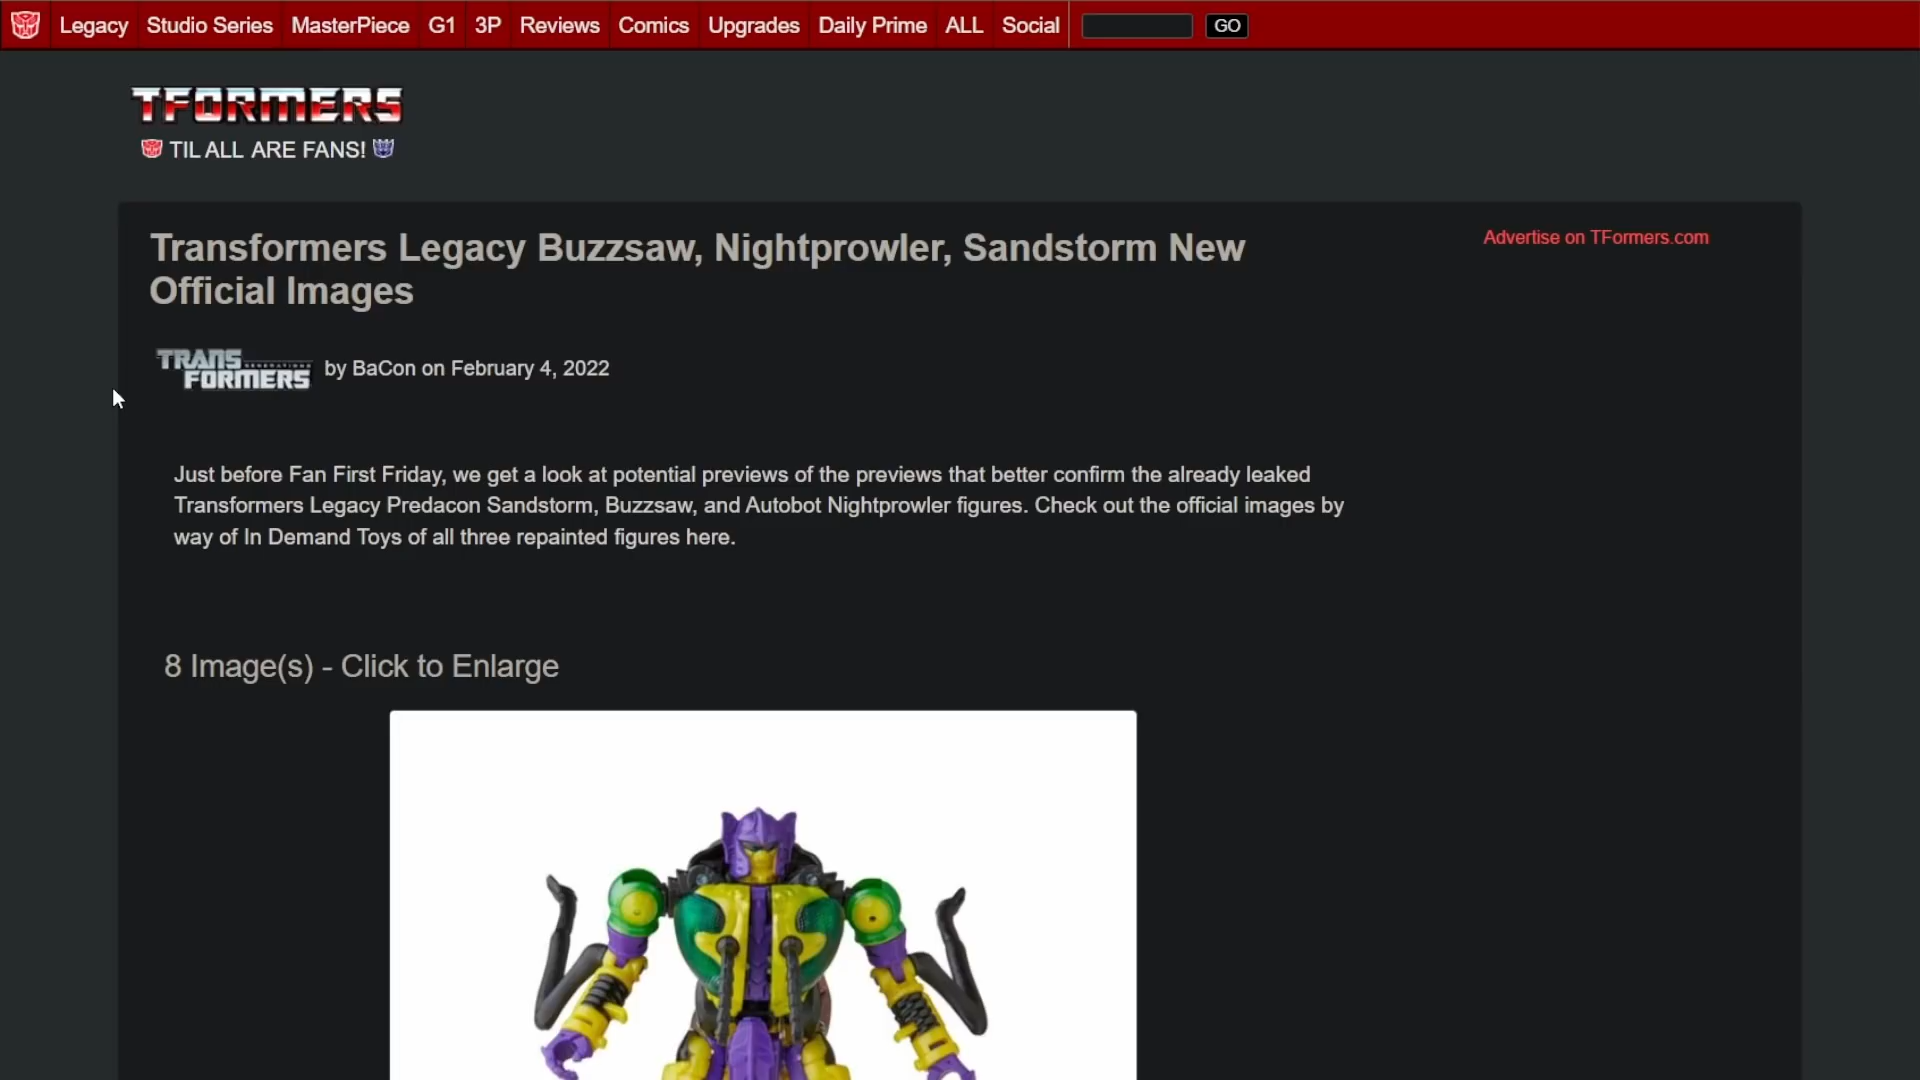 Legacy Studio Series MasterPiece G1 3P Reviews Comics Upgrades Daily Prime ALL Social GO
TFORMERS
TIL ALL ARE FANS!
Transformers Legacy Buzzsaw, Nightprowler, Sandstorm New
Official Images
Advertise on TFormers.com
TRANS
FORMERS
by BaCon on February 4, 2022
Just before Fan First Friday, we get a look at potential previews of the previews that better confirm the already leaked
Transformers Legacy Predacon Sandstorm, Buzzsaw, and Autobot Nightprowler figures. Check out the official images by
way of In Demand Toys of all three repainted figures here.
8 Image(s) - Click to Enlarge